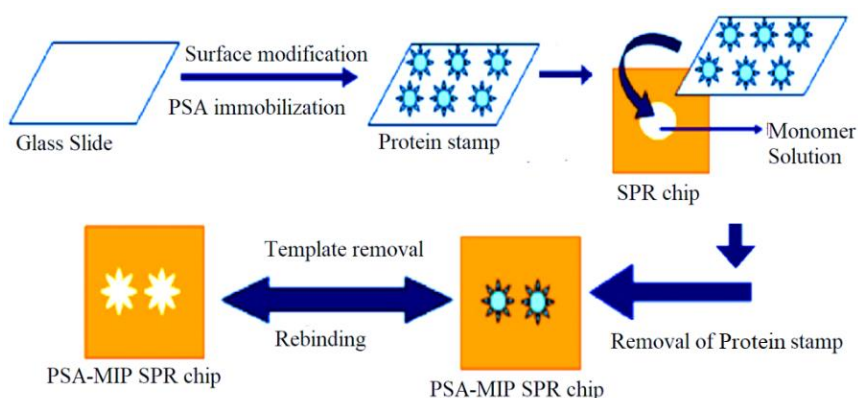 Surface modification
PSA immobilization
Glass Slide
Protein stamp
Monomer
Solution
SPR chip
Template removal
Rebinding
Removal of Protein stamp
PSA-MIP SPR chip
PSA-MIP SPR chip